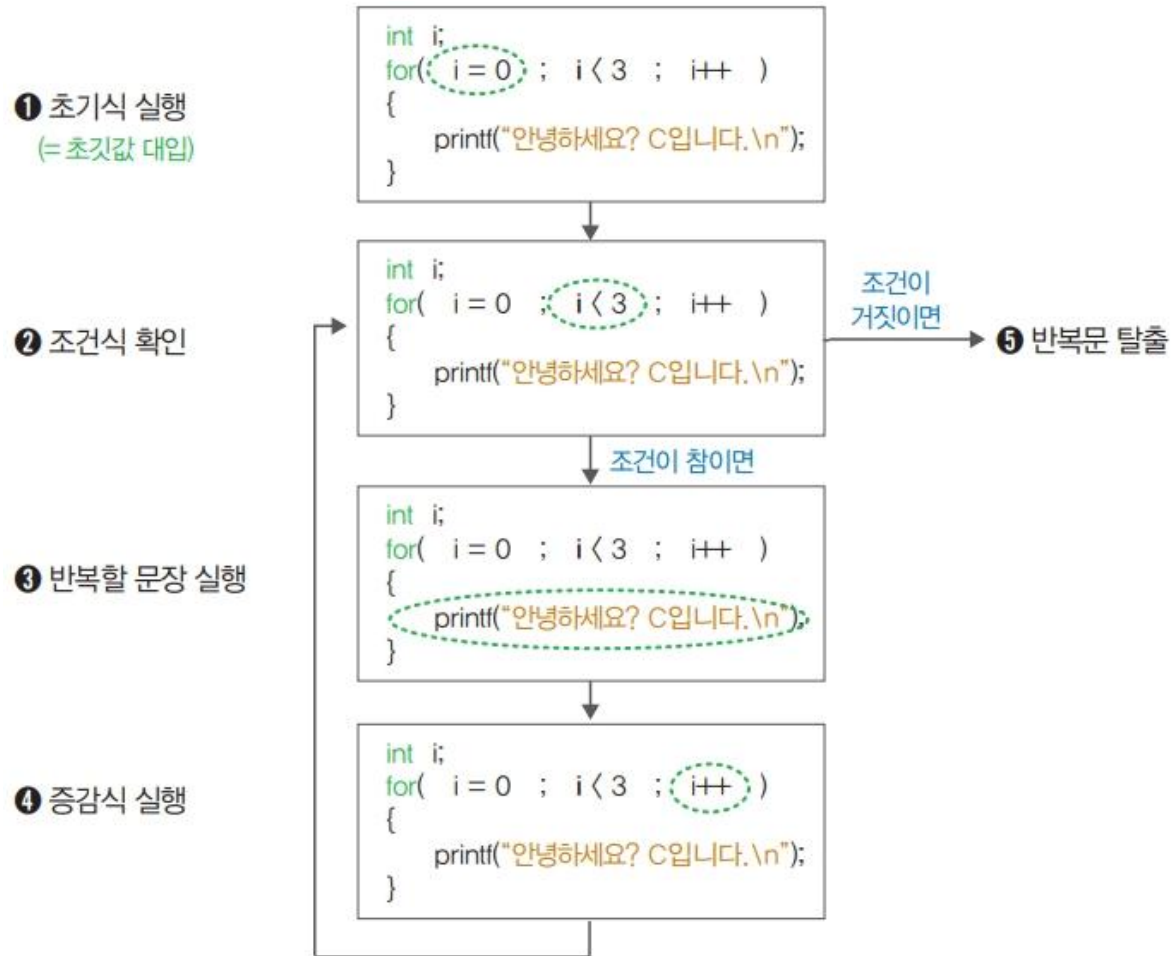 int i;
for( i = 0 ; i < 3 ; i++ )
{
printf("안녕하세요? C입니다.\n");
}
❶ 초기식 실행
(= 초깃값 대입)
int i;
for( i = 0 ; i < 3 ; i++ )
{
printf("안녕하세요? C입니다.\n");
}
❷ 조건식 확인
조건이
거짓이면
❺ 반복문 탈출
조건이 참이면
int i;
for( i = 0 ; i < 3 ; i++ )
{
printf("안녕하세요? C입니다.\n");
}
❸ 반복할 문장 실행
int i;
for( i = 0 ; i < 3 ; i++ )
{
printf("안녕하세요? C입니다.\n");
}
❹ 증감식 실행